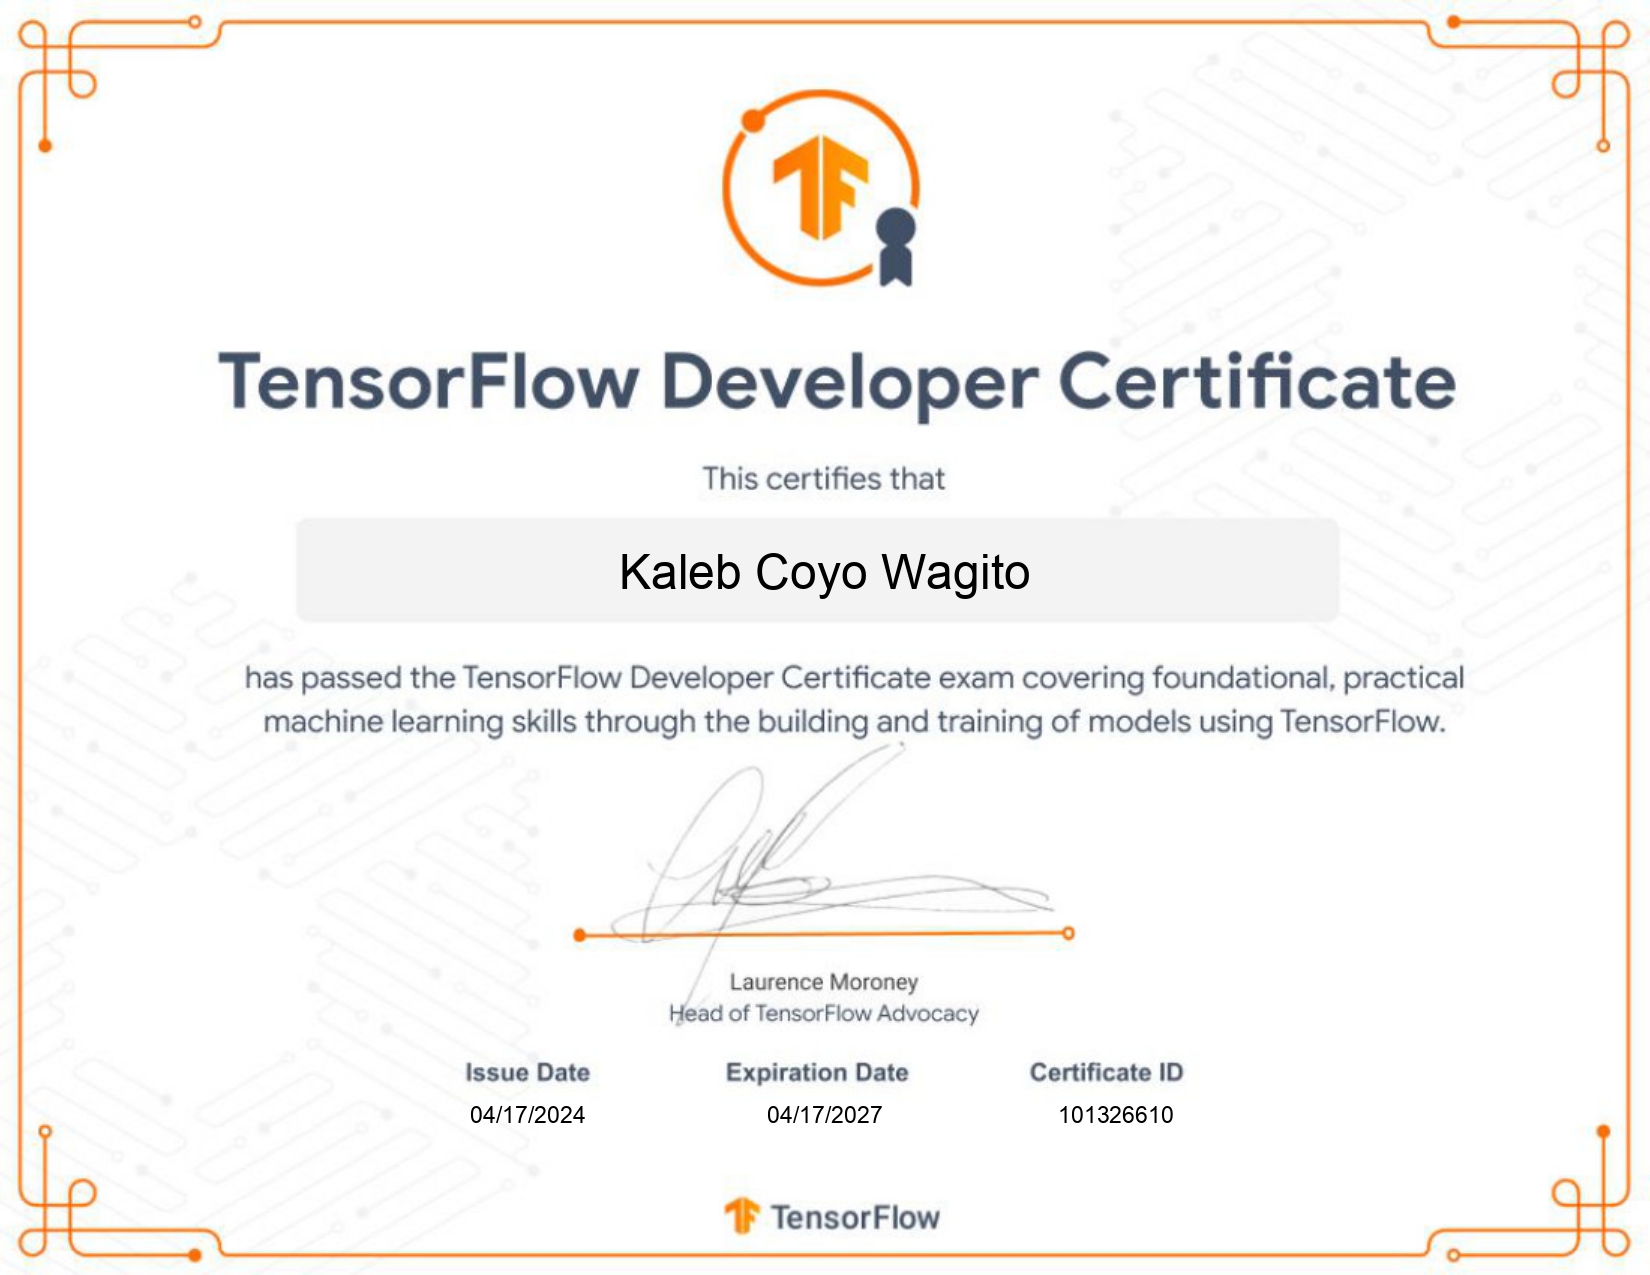 TensorFlow Developer Certificate
This certifies that
Kaleb Coyo Wagito
has passed the TensorFlow Developer Certificate exam covering foundational, practical
machine learning skills through the building and training of models using TensorFlow.
Laurence Moroney
Head of TensorFlow Advocacy
Issue Date Expiration Date Certificate ID
04/17/2024 04/17/2027 101326610
TensorFlow